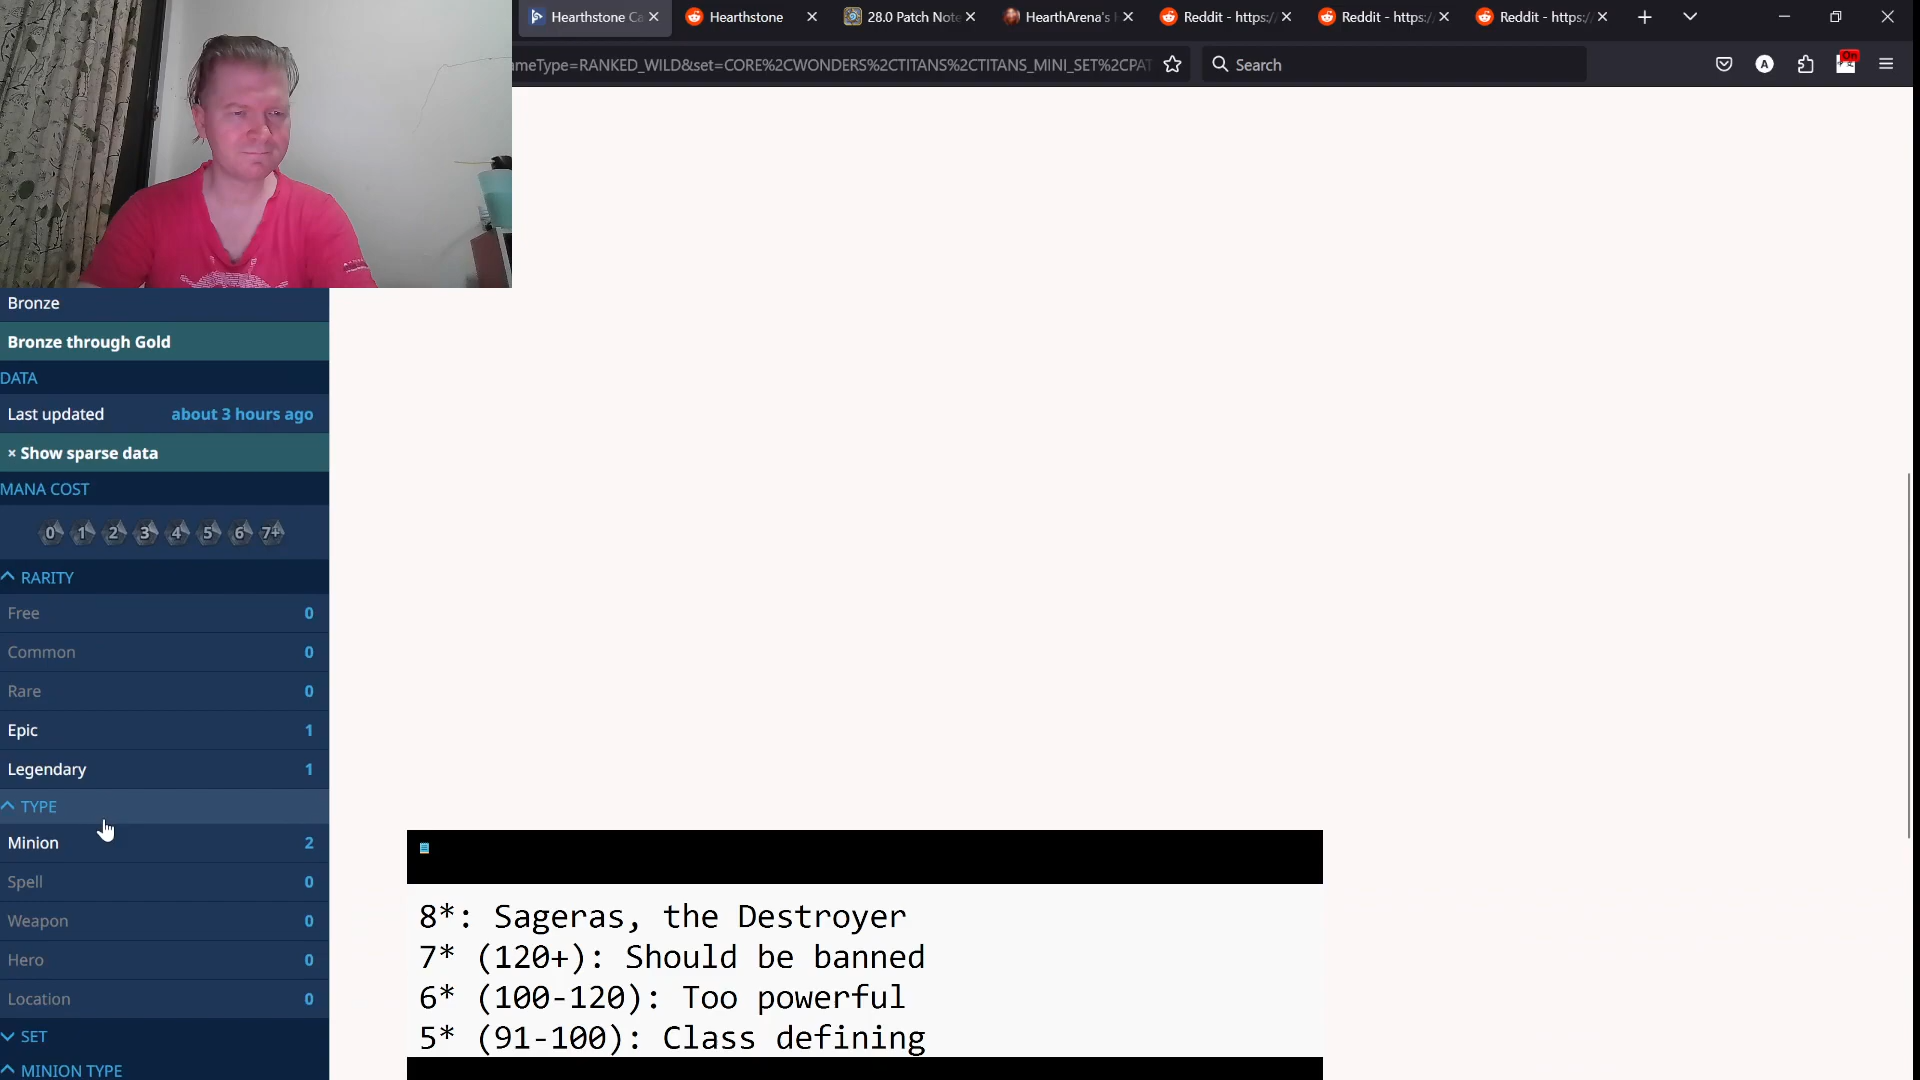 Hearthstone Ca
Hearthstone
28.0 Patch Note
HearthArena's
Reddit - https:/
Reddit - https:/
Reddit - https:/
ameType=RANKED_WILD&set=CORE%2CWONDERS%2CTITANS%2CTITANS_MINI_SET%2CPAT
Search
A
Bronze
Bronze through Gold
DATA
Last updated about 3 hours ago
× Show sparse data
MANA COST
0 1 2 3 4 5 6 7+
RARITY
Free 0
Common 0
Rare 0
Epic 1
Legendary 1
TYPE
Minion 2
Spell 0
Weapon 0
Hero 0
Location 0
SET
MINION TYPE
8*: Sageras, the Destroyer
7* (120+): Should be banned
6* (100-120): Too powerful
5* (91-100): Class defining